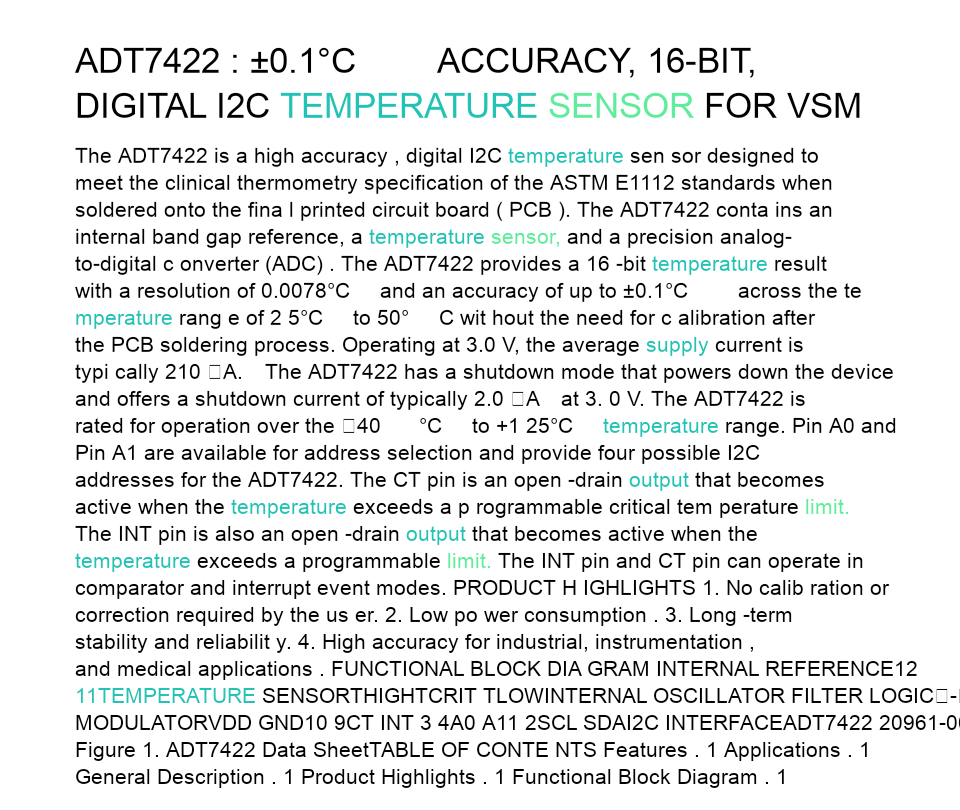 ADT7422 : ±0.1°C ACCURACY, 16-BIT,
DIGITAL I2C TEMPERATURE SENSOR FOR VSM
The ADT7422 is a high accuracy , digital I2C temperature sen sor designed to
meet the clinical thermometry specification of the ASTM E1112 standards when
soldered onto the fina l printed circuit board ( PCB ). The ADT7422 conta ins an
internal band gap reference, a temperature sensor, and a precision analog-
to-digital c onverter (ADC) . The ADT7422 provides a 16 -bit temperature result
with a resolution of 0.0078°C and an accuracy of up to ±0.1°C across the te
mperature rang e of 2 5°C to 50° C wit hout the need for c alibration after
the PCB soldering process. Operating at 3.0 V, the average supply current is
typi cally 210 □A. The ADT7422 has a shutdown mode that powers down the device
and offers a shutdown current of typically 2.0 □A at 3. 0 V. The ADT7422 is
rated for operation over the □40 °C to +1 25°C temperature range. Pin A0 and
Pin A1 are available for address selection and provide four possible I2C
addresses for the ADT7422. The CT pin is an open -drain output that becomes
active when the temperature exceeds a p rogrammable critical tem perature limit.
The INT pin is also an open -drain output that becomes active when the
temperature exceeds a programmable limit. The INT pin and CT pin can operate in
comparator and interrupt event modes. PRODUCT H IGHLIGHTS 1. No calib ration or
correction required by the us er. 2. Low po wer consumption . 3. Long -term
stability and reliabilit y. 4. High accuracy for industrial, instrumentation ,
and medical applications . FUNCTIONAL BLOCK DIA GRAM INTERNAL REFERENCE12
11TEMPERATURE SENSORTHIGHTCRIT TLOWINTERNAL OSCILLATOR FILTER LOGIC□-
MODULATORVDD GND10 9CT INT 3 4A0 A11 2SCL SDAI2C INTERFACEADT7422 20961-0
Figure 1. ADT7422 Data SheetTABLE OF CONTE NTS Features . 1 Applications . 1
General Description . 1 Product Highlights . 1 Functional Block Diagram . 1